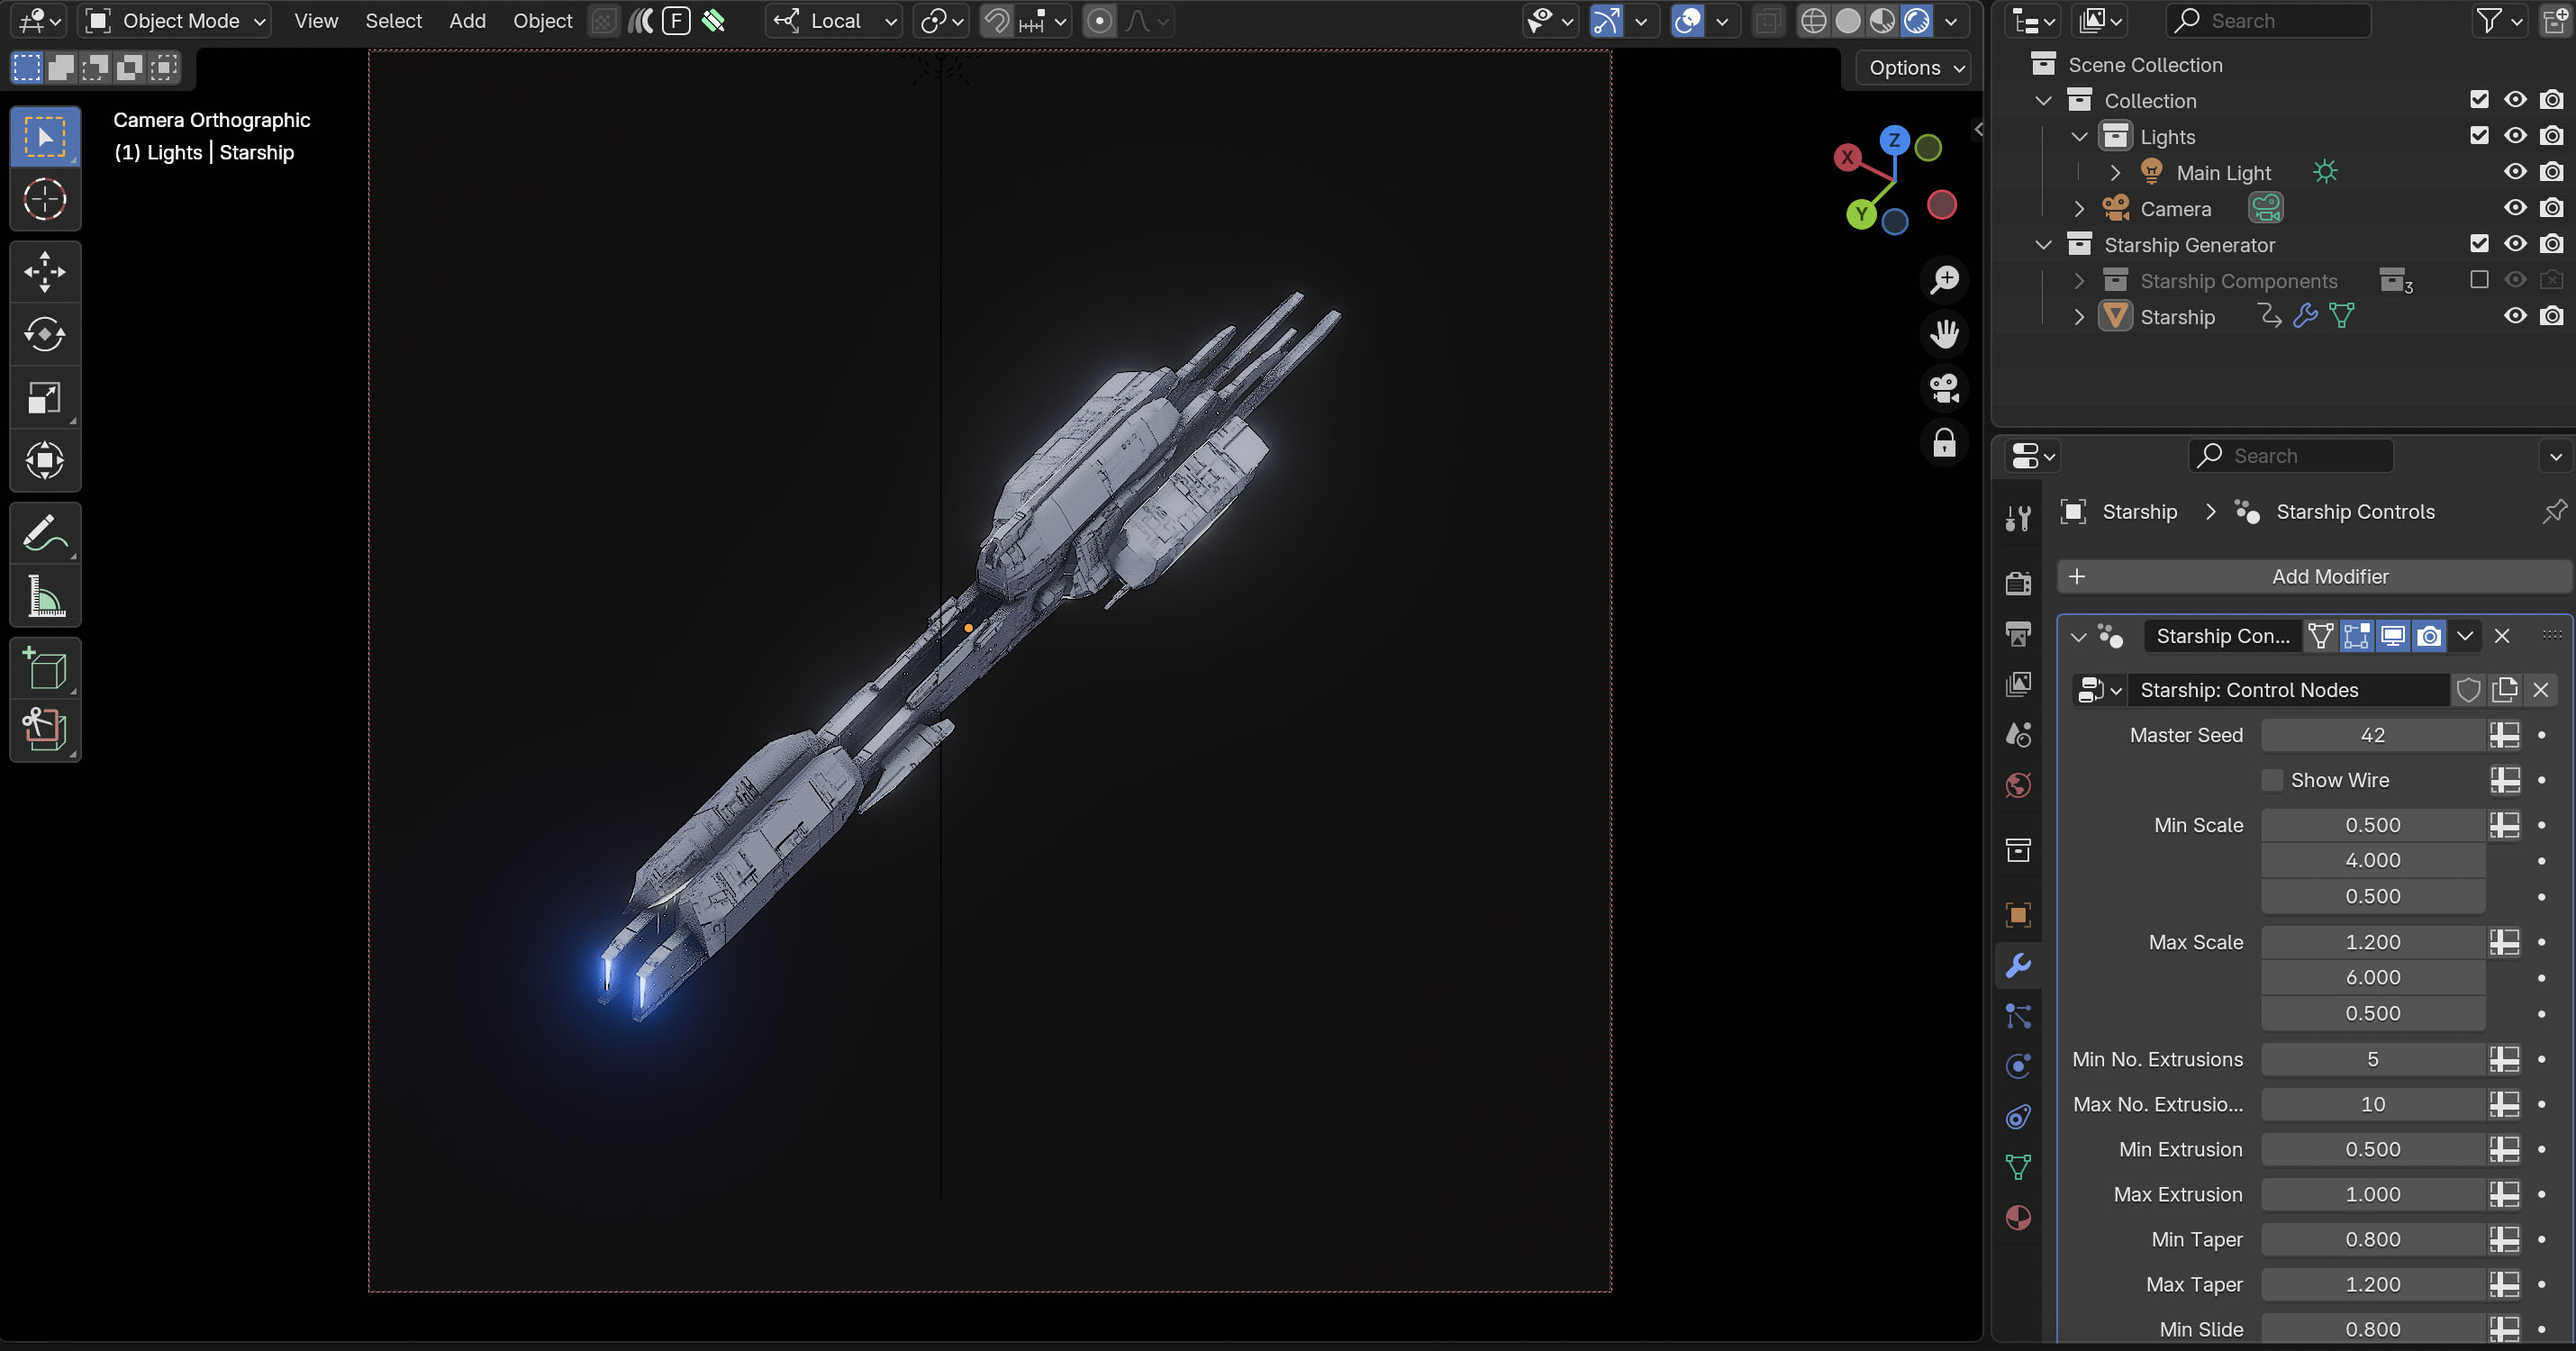 Object Mode View Select Add Object F Local
Search
Options
Camera Orthographic
(1) Lights | Starship
Z
X
Y
Scene Collection
Collection
Lights
Main Light
Camera
Starship Generator
Starship Components 3
Starship
Search
Starship Starship Controls
Add Modifier
Starship Con...
Starship: Control Nodes
Master Seed 42
Show Wire
Min Scale 0.500
4.000
0.500
Max Scale 1.200
6.000
0.500
Min No. Extrusions 5
Max No. Extrusio... 10
Min Extrusion 0.500
Max Extrusion 1.000
Min Taper 0.800
Max Taper 1.200
Min Slide 0.800